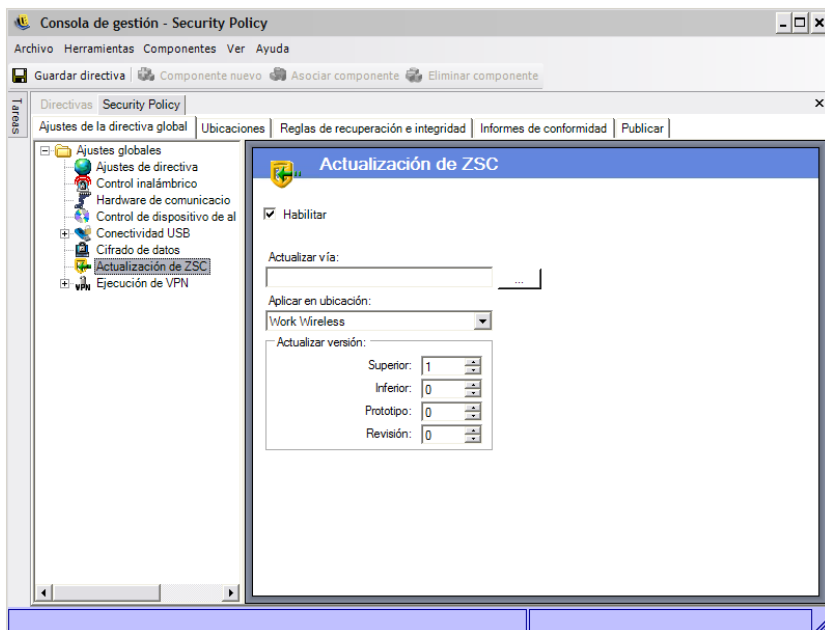 Consola de gestión - Security Policy
Archivo Herramientas Componentes Ver Ayuda
Guardar directiva Componente nuevo Asociar componente Eliminar componente
Tareas
Directivas Security Policy
Ajustes de la directiva global Ubicaciones Reglas de recuperación e integridad Informes de conformidad Publicar
Ajustes globales
Ajustes de directiva
Control inalámbrico
Hardware de comunicacio
Control de dispositivo de al
Conectividad USB
Cifrado de datos
Actualización de ZSC
VPN Ejecución de VPN
Actualización de ZSC
Habilitar
Actualizar vía:
...
Aplicar en ubicación:
Work Wireless
Actualizar versión:
Superior: 1
Inferior: 0
Prototipo: 0
Revisión: 0